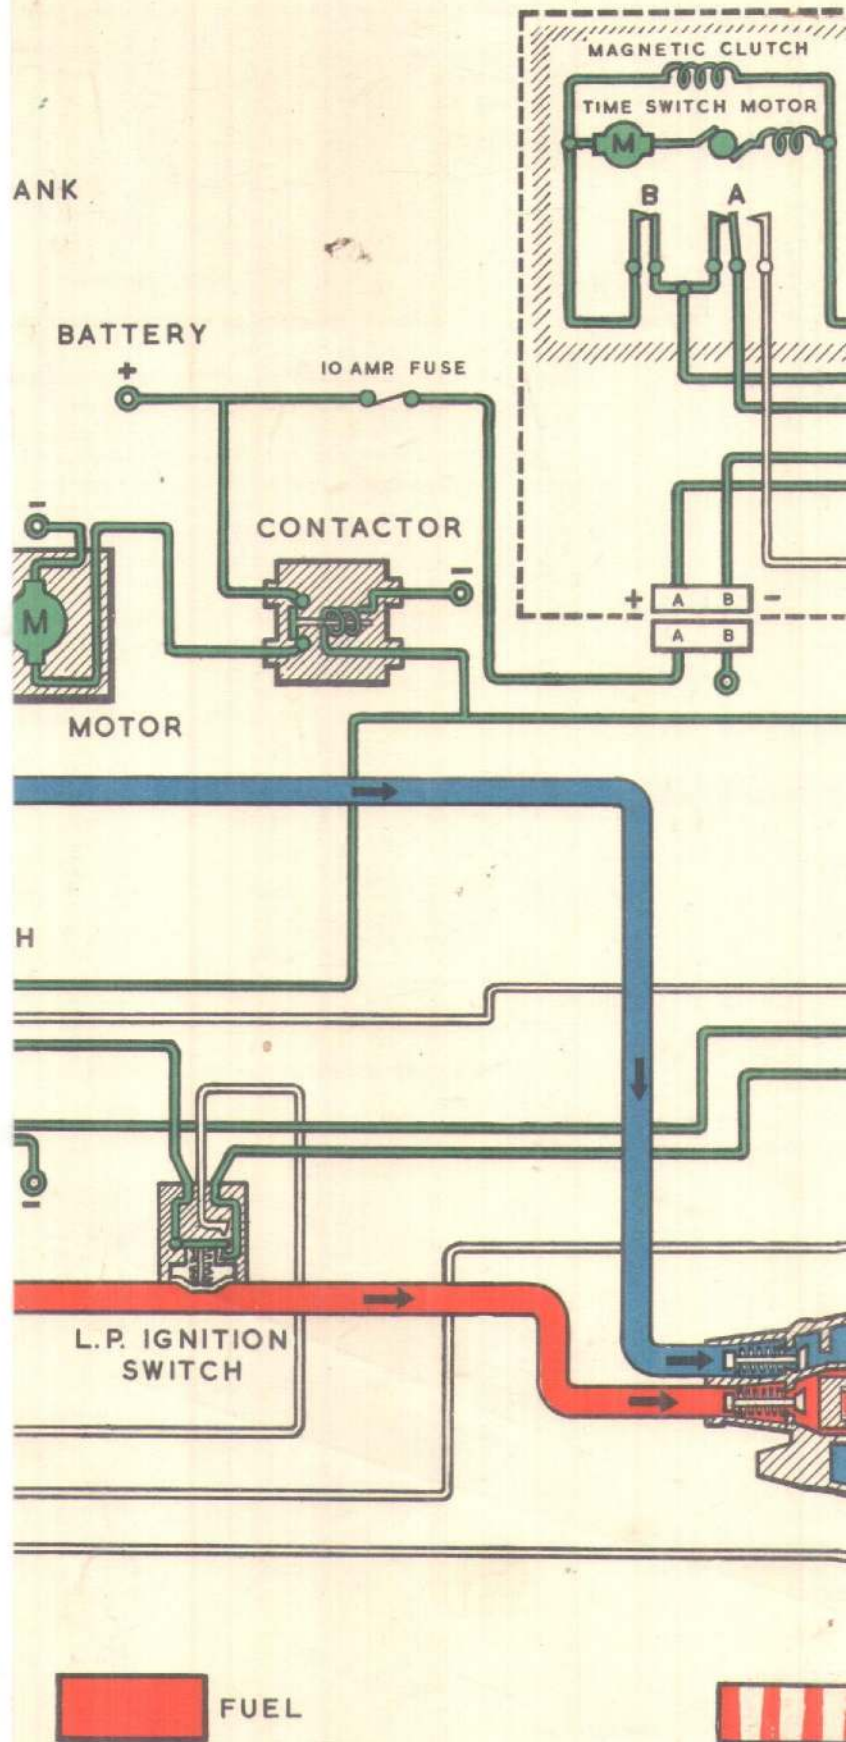 MAGNETIC CLUTCH
TIME SWITCH MOTOR
M
B A
ANK
BATTERY
+
10 AMP. FUSE
-
CONTACTOR
-
M
+ A B -
A B
MOTOR
H
-
L.P. IGNITION
SWITCH
FUEL